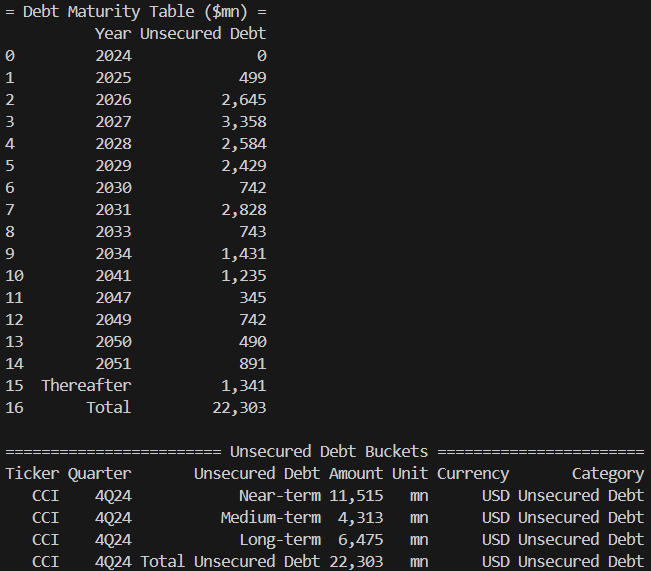 = Debt Maturity Table ($mn) =
Year Unsecured Debt
0 2024 0
1 2025 499
2 2026 2,645
3 2027 3,358
4 2028 2,584
5 2029 2,429
6 2030 742
7 2031 2,828
8 2033 743
9 2034 1,431
10 2041 1,235
11 2047 345
12 2049 742
13 2050 490
14 2051 891
15 Thereafter 1,341
16 Total 22,303
======================== Unsecured Debt Buckets =======================
Ticker Quarter Unsecured Debt Amount Unit Currency Category
CCI 4Q24 Near-term 11,515 mn USD Unsecured Debt
CCI 4Q24 Medium-term 4,313 mn USD Unsecured Debt
CCI 4Q24 Long-term 6,475 mn USD Unsecured Debt
CCI 4Q24 Total Unsecured Debt 22,303 mn USD Unsecured Debt